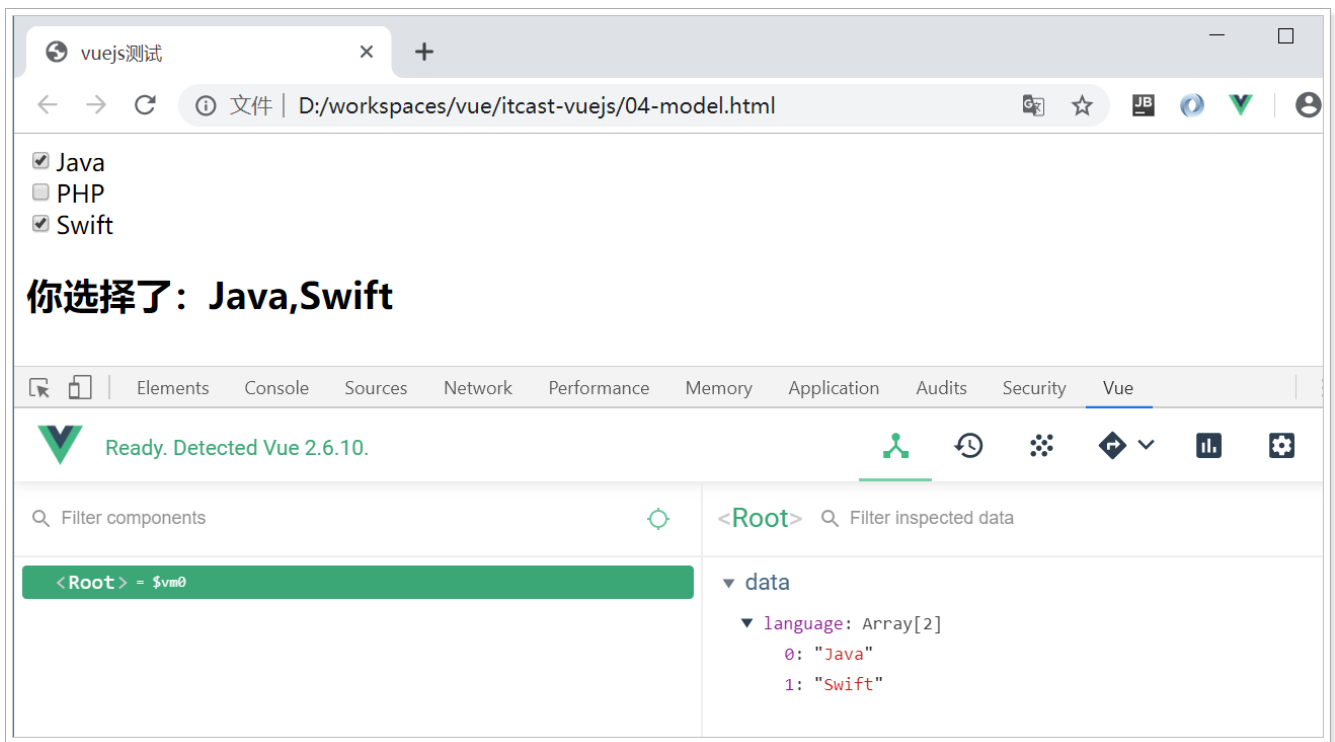 vuejs测试
文件 D:/workspaces/vue/itcast-vuejs/04-model.html
JB
Java
PHP
Swift
你选择了：Java,Swift
Elements Console Sources Network Performance Memory Application Audits Security Vue
Ready. Detected Vue 2.6.10.
Filter components
<Root> Filter inspected data
<Root> = $vm0
data
language: Array[2]
0: "Java"
1: "Swift"